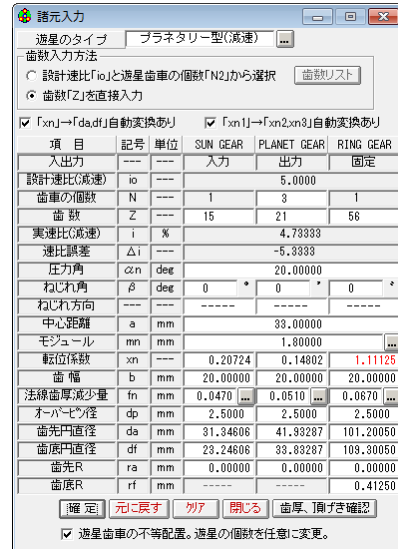 諸元入力
遊星のタイプ プラネタリー型(減速) ...
歯数入力方法
設計速比「io」と遊星歯車の個数「N2」から選択 歯数リスト
歯数「Z」を直接入力
「xn」→「da,df」自動変換あり 「xn1」→「xn2,xn3」自動変換あり
項 目 記号 単位 SUN GEAR PLANET GEAR RING GEAR
入出力 --- --- 入力 出力 固定
設計速比(減速) io --- 5.0000
歯車の個数 N --- 1 3 1
歯 数 Z --- 15 21 56
実速比(減速) i % 4.73333
速比誤差 Δi --- -5.3333
圧力角 αn deg 20.00000
ねじれ角 β deg 0 ° 0 ° 0 °
ねじれ方向 --- --- ----- ----- -----
中心距離 a mm 33.00000
モジュール mn mm 1.80000 ...
転位係数 xn --- 0.20724 0.14802 1.11125
歯 幅 b mm 20.00000 20.00000 20.00000
法線歯厚減少量 fn mm 0.0470 ... 0.0510 ... 0.0670 ...
オーバーピン径 dp mm 2.5000 2.5000 2.5000
歯先円直径 da mm 31.34606 41.93287 101.20050
歯底円直径 df mm 23.24606 33.83287 109.30050
歯先R ra mm 0.00000 0.00000 0.00000
歯底R rf mm ----- ----- 0.41250
確 定 元に戻す クリア 閉じる 歯厚、頂げき確認
遊星歯車の不等配置。遊星の個数を任意に変更。